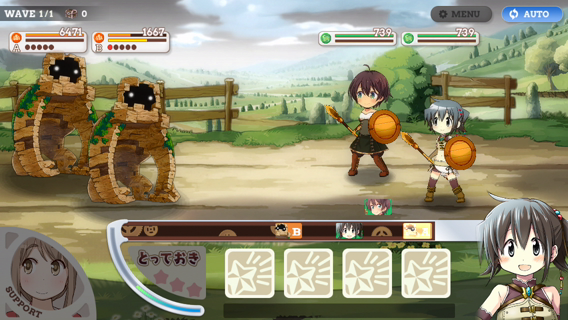 WAVE 1/1 0
MENU
AUTO
6471
A
1667
B
739
739
B
とっておき
SUPPORT